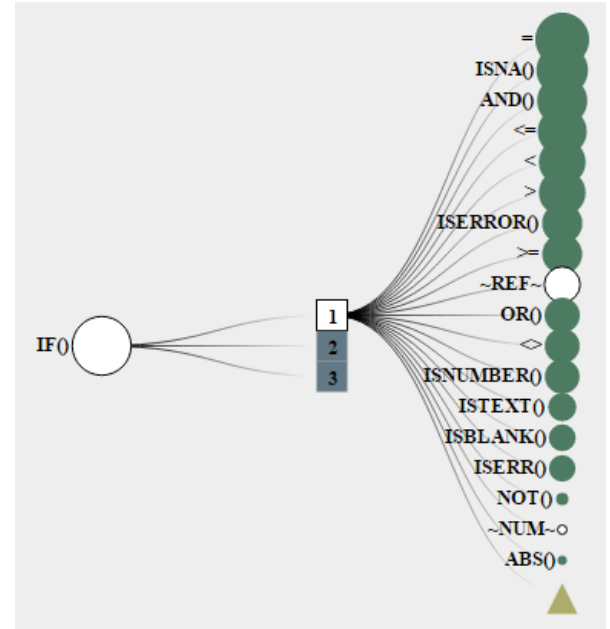 =
ISNA()
AND()
<=
<
>
ISERROR()
>=
~REF~
OR()
<>
ISNUMBER()
ISTEXT()
ISBLANK()
ISERR()
NOT()
~NUM~
ABS()
IF()
1
2
3